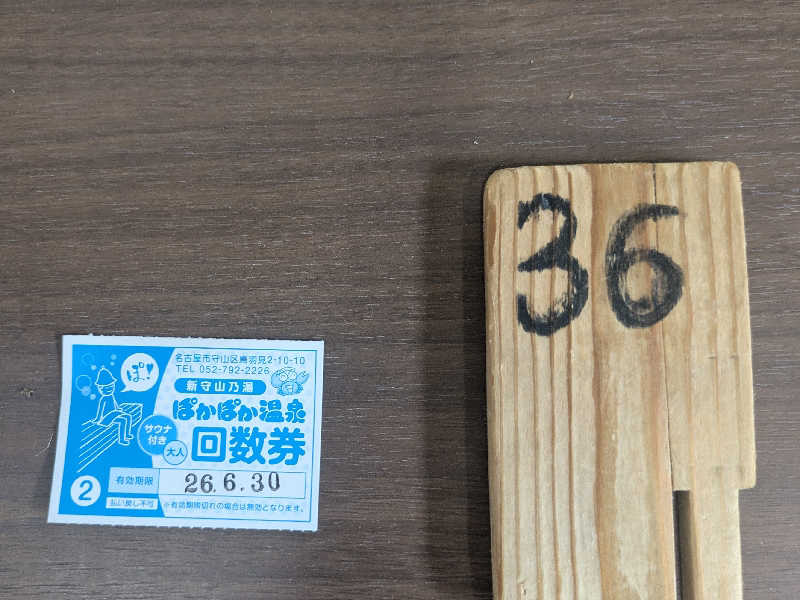 名古屋市守山区鳥羽見2-10-10
TEL 052-792-2226
ぽ!
新守山乃湯
ぽかぽか温泉
サウナ
付き
大人
回数券
2
有効期限
26.6.30
払い戻し不可
※有効期限切れの場合は無効となります。
36